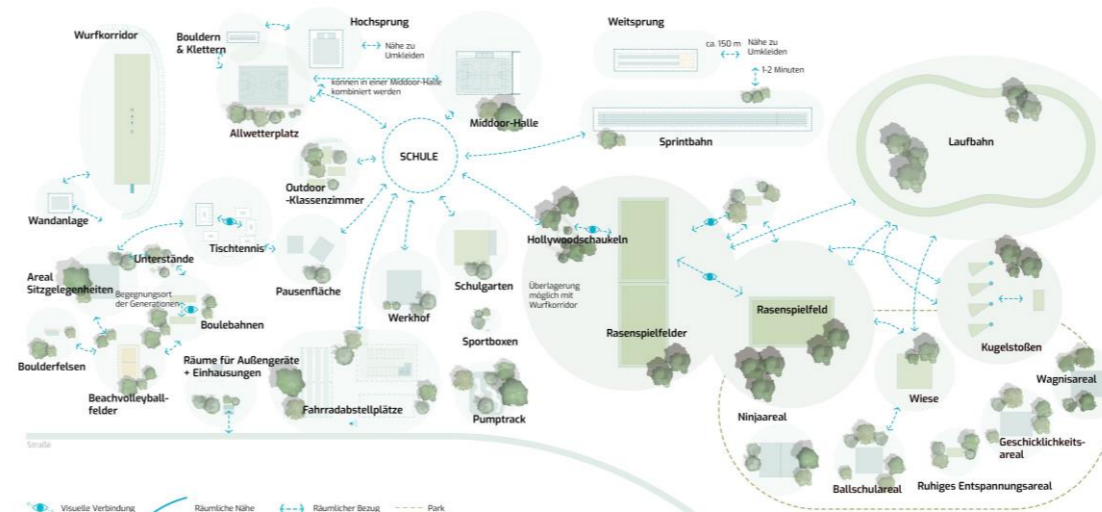 Wurfkorridor
Bouldern
& Klettern
Hochsprung
Nähe zu
Umkleiden
können in einer Middoor-Halle
kombiniert werden
Allwetterplatz
Middoor-Halle
Weitsprung
ca. 150 m
Nähe zu
Umkleiden
1-2 Minuten
Sprintbahn
Laufbahn
SCHULE
Outdoor
-Klassenzimmer
Wandanlage
Tischtennis
Unterstände
Areal
Sitzgelegenheiten
Begegnungsort
der Generationen
Boulebahnen
Pausenfläche
Werkhof
Schulgarten
Sportboxen
Hollywoodschaukeln
Überlagerung
möglich mit
Wurfkorridor
Rasenspielfelder
Rasenspielfeld
Kugelstoßen
Boulderfelsen
Beachvolleyball-
felder
Räume für Außengeräte
+ Einhausungen
Fahrradabstellplätze
Pumptrack
Ninjaareal
Wiese
Wagnisareal
Geschicklichkeits-
areal
Ballschulareal
Ruhiges Entspannungsareal
Straße
Visuelle Verbindung
Räumliche Nähe
Räumlicher Bezug
Park